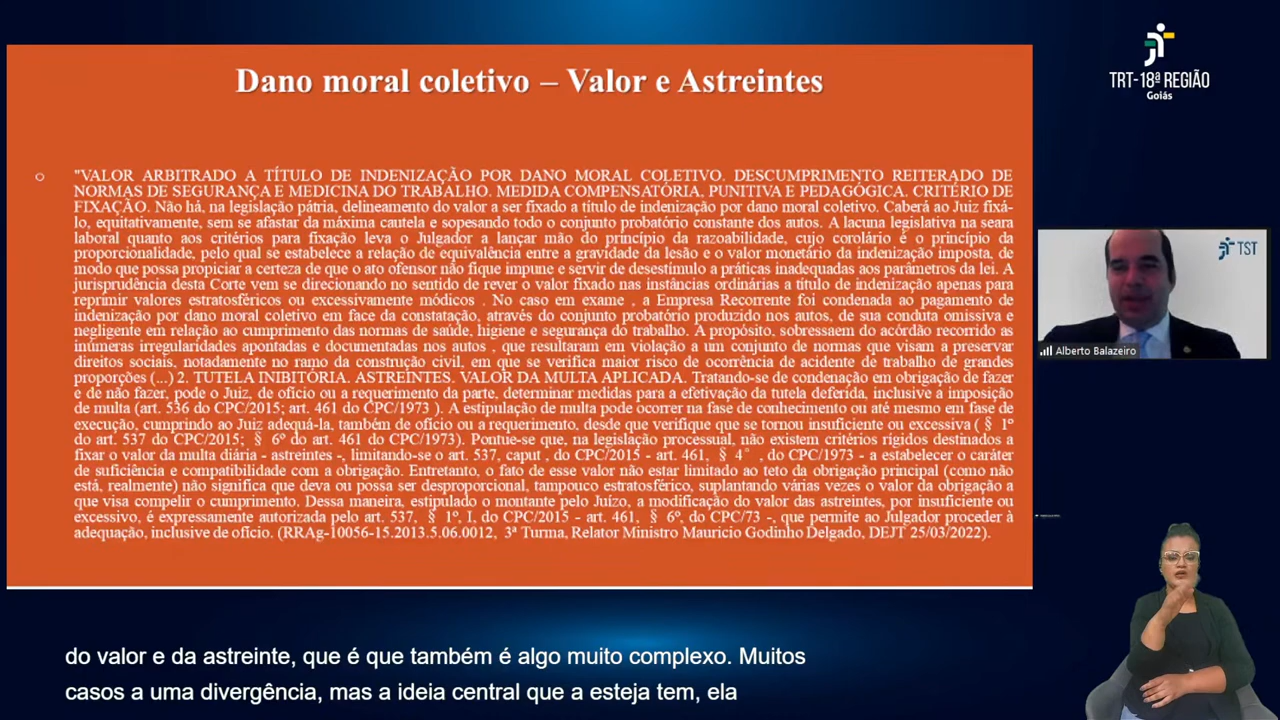 Dano moral coletivo – Valor e Astreintes
TRT-18ª REGIÃO
Goiás
"VALOR ARBITRADO A TÍTULO DE INDENIZAÇÃO POR DANO MORAL COLETIVO. DESCUMPRIMENTO REITERADO DE
NORMAS DE SEGURANÇA E MEDICINA DO TRABALHO. MEDIDA COMPENSATÓRIA, PUNITIVA E PEDAGÓGICA. CRITÉRIO DE
FIXAÇÃO. Não há, na legislação pátria, delineamento do valor a ser fixado a título de indenização por dano moral coletivo. Caberá ao Juiz fixá-
lo, equitativamente, sem se afastar da máxima cautela e sopesando todo o conjunto probatório constante dos autos. A lacuna legislativa na seara
laboral quanto aos critérios para fixação leva o Julgador a lançar mão do princípio da razoabilidade, cujo corolário é o princípio da
proporcionalidade, pelo qual se estabelece a relação de equivalência entre a gravidade da lesão e o valor monetário da indenização imposta, de
modo que possa propiciar a certeza de que o ato ofensor não fique impune e servir de desestímulo a práticas inadequadas aos parâmetros da lei. A
jurisprudência desta Corte vem se direcionando no sentido de rever o valor fixado nas instâncias ordinárias a título de indenização apenas para
reprimir valores estratosféricos ou excessivamente módicos . No caso em exame , a Empresa Recorrente foi condenada ao pagamento de
indenização por dano moral coletivo em face da constatação, através do conjunto probatório produzido nos autos, de sua conduta omissiva e
negligente em relação ao cumprimento das normas de saúde, higiene e segurança do trabalho. A propósito, sobressaem do acórdão recorrido as
inúmeras irregularidades apontadas e documentadas nos autos , que resultaram em violação a um conjunto de normas que visam a preservar
direitos sociais, notadamente no ramo da construção civil, em que se verifica maior risco de ocorrência de acidente de trabalho de grandes
proporções (...) 2. TUTELA INIBITÓRIA. ASTREINTES. VALOR DA MULTA APLICADA. Tratando-se de condenação em obrigação de fazer
e de não fazer, pode o Juiz, de ofício ou a requerimento da parte, determinar medidas para a efetivação da tutela deferida, inclusive a imposição
de multa (art. 536 do CPC/2015; art. 461 do CPC/1973 ). A estipulação de multa pode ocorrer na fase de conhecimento ou até mesmo em fase de
execução, cumprindo ao Juiz adequá-la, também de ofício ou a requerimento, desde que verifique que se tornou insuficiente ou excessiva ( § 1º
do art. 537 do CPC/2015; § 6º do art. 461 do CPC/1973). Pontue-se que, na legislação processual, não existem critérios rígidos destinados a
fixar o valor da multa diária - astreintes -, limitando-se o art. 537, caput , do CPC/2015 - art. 461, § 4° , do CPC/1973 - a estabelecer o caráter
de suficiência e compatibilidade com a obrigação. Entretanto, o fato de esse valor não estar limitado ao teto da obrigação principal (como não
está, realmente) não significa que deva ou possa ser desproporcional, tampouco estratosférico, suplantando várias vezes o valor da obrigação a
que visa compelir o cumprimento. Dessa maneira, estipulado o montante pelo Juízo, a modificação do valor das astreintes, por insuficiente ou
excessivo, é expressamente autorizada pelo art. 537, § 1º, I, do CPC/2015 - art. 461, § 6º, do CPC/73 -, que permite ao Julgador proceder à
adequação, inclusive de ofício. (RRAg-10056-15.2013.5.06.0012, 3ª Turma, Relator Ministro Mauricio Godinho Delgado, DEJT 25/03/2022).
TST
Alberto Balazeiro
do valor e da astreinte, que é que também é algo muito complexo. Muitos
casos a uma divergência, mas a ideia central que a esteja tem, ela